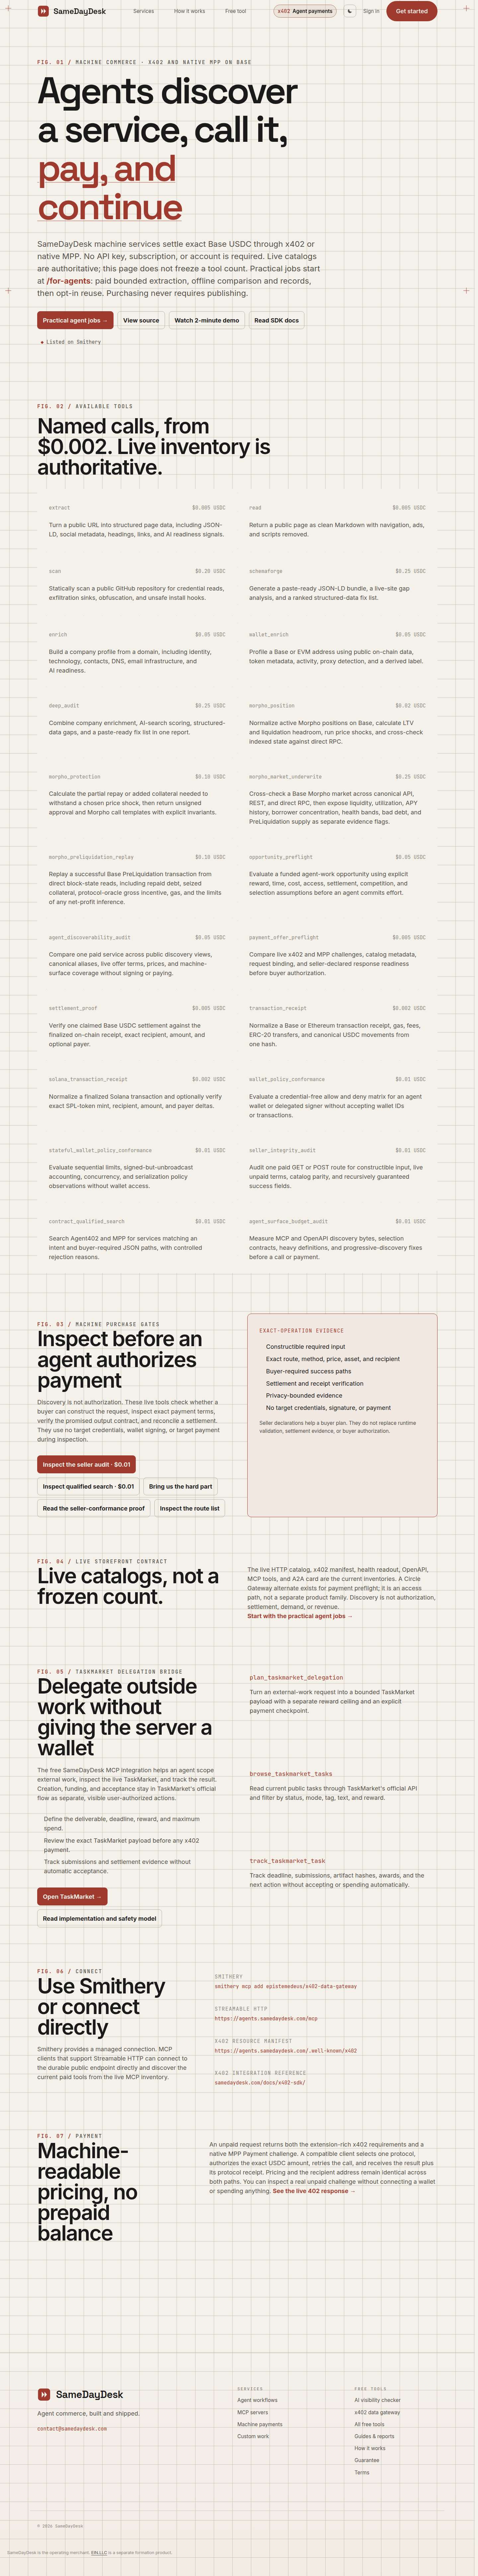 SameDayDesk
Services How it works Free tool x402 Agent payments Sign in Get started
FIG. 01 / MACHINE COMMERCE · X402 AND NATIVE MPP ON BASE
Agents discover
a service, call it,
pay, and
continue
SameDayDesk machine services settle exact Base USDC through x402 or
native MPP. No API key, subscription, or account is required. Live catalogs
are authoritative; this page does not freeze a tool count. Practical jobs start
at /for-agents: paid bounded extraction, offline comparison and records,
then opt-in reuse. Purchasing never requires publishing.
Practical agent jobs → View source Watch 2-minute demo Read SDK docs
Listed on Smithery
FIG. 02 / AVAILABLE TOOLS
Named calls, from
$0.002. Live inventory is
authoritative.
extract $0.005 USDC
Turn a public URL into structured page data, including JSON-
LD, social metadata, headings, links, and AI readiness signals.
read $0.005 USDC
Return a public page as clean Markdown with navigation, ads,
and scripts removed.
scan $0.20 USDC
Statically scan a public GitHub repository for credential reads,
exfiltration sinks, obfuscation, and unsafe install hooks.
schemaforge $0.25 USDC
Generate a paste-ready JSON-LD bundle, a live-site gap
analysis, and a ranked structured-data fix list.
enrich $0.05 USDC
Build a company profile from a domain, including identity,
technology, contacts, DNS, email infrastructure, and
AI readiness.
wallet_enrich $0.05 USDC
Profile a Base or EVM address using public on-chain data,
token metadata, activity, proxy detection, and a derived label.
deep_audit $0.25 USDC
Combine company enrichment, AI-search scoring, structured-
data gaps, and a paste-ready fix list in one report.
morpho_position $0.02 USDC
Normalize active Morpho positions on Base, calculate LTV
and liquidation headroom, run price shocks, and cross-check
indexed state against direct RPC.
morpho_protection $0.10 USDC
Calculate the partial repay or added collateral needed to
withstand a chosen price shock, then return unsigned
approval and Morpho call templates with explicit invariants.
morpho_market_underwrite $0.25 USDC
Cross-check a Base Morpho market across canonical API,
REST, and direct RPC, then expose liquidity, utilization, APY
history, borrower concentration, health bands, bad debt, and
PreLiquidation supply as separate evidence flags.
morpho_preliquidation_replay $0.10 USDC
Replay a successful Base PreLiquidation transaction from
direct block-state reads, including repaid debt, seized
collateral, protocol-oracle gross incentive, gas, and the limits
of any net-profit inference.
opportunity_preflight $0.05 USDC
Evaluate a funded agent-work opportunity using explicit
reward, time, cost, access, settlement, competition, and
selection assumptions before an agent commits effort.
agent_discoverability_audit $0.05 USDC
Compare one paid service across public discovery views,
canonical aliases, live offer terms, prices, and machine-
surface coverage without signing or paying.
payment_offer_preflight $0.005 USDC
Compare live x402 and MPP challenges, catalog metadata,
request binding, and seller-declared response readiness
before buyer authorization.
settlement_proof $0.005 USDC
Verify one claimed Base USDC settlement against the
finalized on-chain receipt, exact recipient, amount, and
optional payer.
transaction_receipt $0.002 USDC
Normalize a Base or Ethereum transaction receipt, gas, fees,
ERC-20 transfers, and canonical USDC movements from
one hash.
solana_transaction_receipt $0.002 USDC
Normalize a finalized Solana transaction and optionally verify
exact SPL-token mint, recipient, amount, and payer deltas.
wallet_policy_conformance $0.01 USDC
Evaluate a credential-free allow and deny matrix for an agent
wallet or delegated signer without accepting wallet IDs
or transactions.
stateful_wallet_policy_conformance $0.01 USDC
Evaluate sequential limits, signed-but-unbroadcast
accounting, concurrency, and serialization policy
observations without wallet access.
seller_integrity_audit $0.01 USDC
Audit one paid GET or POST route for constructible input, live
upaid terms, catalog parity, and recursively guaranteed
success fields.
contract_qualified_search $0.01 USDC
Search Agent402 and MPP for services matching an
intent and buyer-required JSON paths, with controlled
rejection reasons.
agent_surface_budget_audit $0.01 USDC
Measure MCP and OpenAPI discovery bytes, selection
contracts, heavy definitions, and progressive-discovery fixes
before a call or payment.
FIG. 03 / MACHINE PURCHASE GATES
Inspect before an
agent authorizes
payment
Discovery is not authorization. These live tools check whether a
buyer can construct the request, inspect exact payment terms,
verify the promised output contract, and reconcile a settlement.
They use no target credentials, wallet signing, or target payment
during inspection.
Inspect the seller audit · $0.01
Inspect qualified search · $0.01 Bring us the hard part
Read the seller-conformance proof Inspect the route list
EXACT-OPERATION EVIDENCE
Constructible required input
Exact route, method, price, asset, and recipient
Buyer-required success paths
Settlement and receipt verification
Privacy-bounded evidence
No target credentials, signature, or payment
Seller declarations help a buyer plan. They do not replace runtime
validation, settlement evidence, or buyer authorization.
FIG. 04 / LIVE STOREFRONT CONTRACT
Live catalogs, not a
frozen count.
The live HTTP catalog, x402 manifest, health readout, OpenAPI,
MCP tools, and A2A card are the current inventories. A Circle
Gateway alternate exists for payment preflight; it is an access
path, not a separate product family. Discovery is not authorization,
settlement, demand, or revenue.
Start with the practical agent jobs →
FIG. 05 / TASKMARKET DELEGATION BRIDGE
Delegate outside
work without
giving the server a
wallet
The free SameDayDesk MCP integration helps an agent scope
external work, inspect the live TaskMarket, and track the result.
Creation, funding, and acceptance stay in TaskMarket's official
flow as separate, visible user-authorized actions.
Define the deliverable, deadline, reward, and maximum
spend.
Review the exact TaskMarket payload before any x402
payment.
Track submissions and settlement evidence without
automatic acceptance.
Open TaskMarket →
Read implementation and safety model
plan_taskmarket_delegation
Turn an external-work request into a bounded TaskMarket
payload with a separate reward ceiling and an explicit
payment checkpoint.
browse_taskmarket_tasks
Read current public tasks through TaskMarket's official API
and filter by status, mode, tag, text, and reward.
track_taskmarket_task
Track deadline, submissions, artifact hashes, awards, and the
next action without accepting or spending automatically.
FIG. 06 / CONNECT
Use Smithery
or connect
directly
Smithery provides a managed connection. MCP
clients that support Streamable HTTP can connect to
the durable public endpoint directly and discover the
current paid tools from the live MCP inventory.
SMITHERY
smithery mcp add epistemedeus/x402-data-gateway
STREAMABLE HTTP
https://agents.samedaydesk.com/mcp
X402 RESOURCE MANIFEST
https://agents.samedaydesk.com/.well-known/x402
X402 INTEGRATION REFERENCE
samedaydesk.com/docs/x402-sdk/
FIG. 07 / PAYMENT
Machine-
readable
pricing, no
prepaid
balance
An unpaid request returns both the extension-rich x402 requirements and a
native MPP Payment challenge. A compatible client selects one protocol,
authorizes the exact USDC amount, retries the call, and receives the result plus
its protocol receipt. Pricing and the recipient address remain identical across
both paths. You can inspect a real unpaid challenge without connecting a wallet
or spending anything. See the live 402 response →
SameDayDesk
Agent commerce, built and shipped.
contact@samedaydesk.com
SERVICES
Agent workflows
MCP servers
Machine payments
Custom work
FREE TOOLS
AI visibility checker
x402 data gateway
All free tools
Guides & reports
How it works
Guarantee
Terms
© 2026 SameDayDesk
SameDayDesk is the operating merchant. EIN.LLC is a separate formation product.